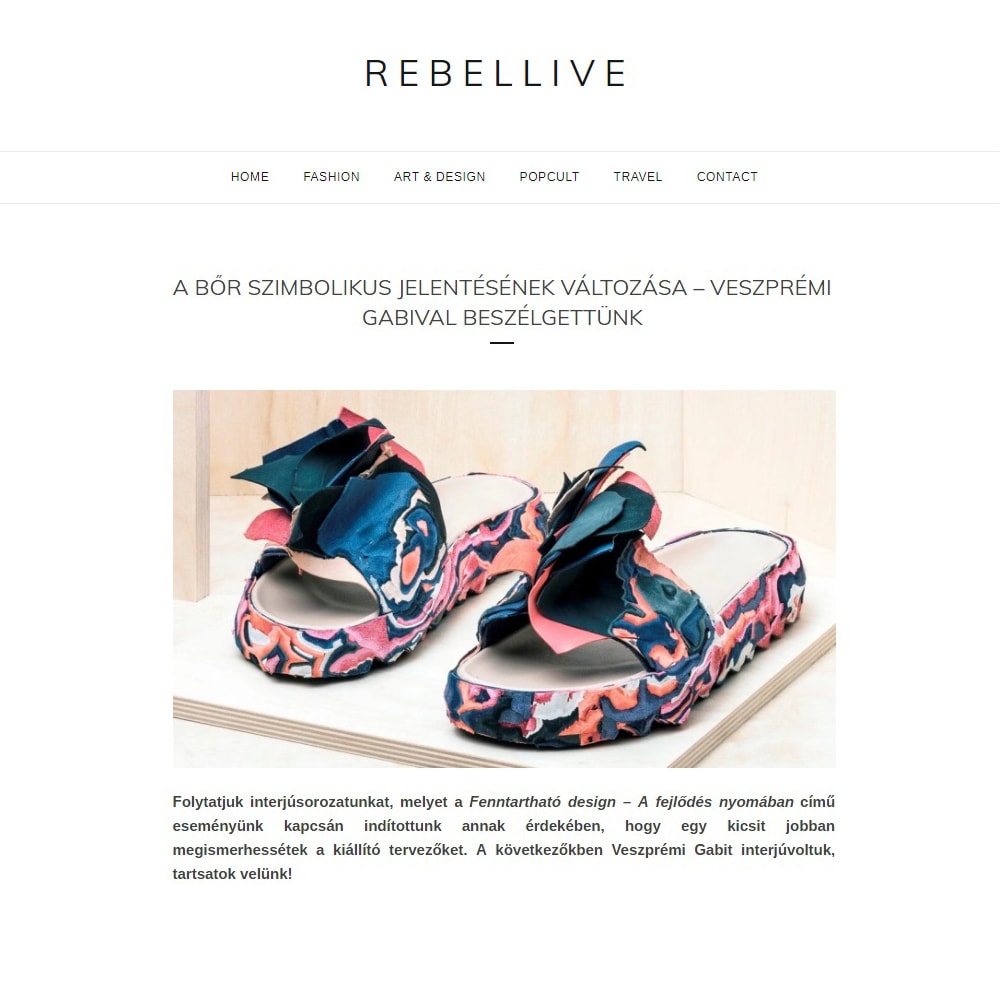 REBELLIVE
HOME FASHION ART & DESIGN POPCULT TRAVEL CONTACT
A BŐR SZIMBOLIKUS JELENTÉSÉNEK VÁLTOZÁSA – VESZPRÉMI
GABIVAL BESZÉLGETTÜNK
Folytatjuk interjúsorozatunkat, melyet a Fenntartható design – A fejlődés nyomában című
eseményünk kapcsán indítottunk annak érdekében, hogy egy kicsit jobban
megismerhessétek a kiállító tervezőket. A következőkben Veszprémi Gabit interjúvoltuk,
tartsatok velünk!